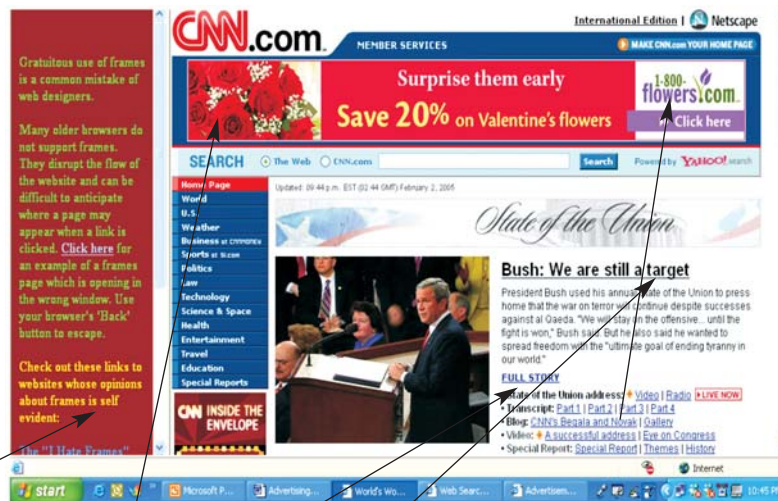 Gratuitous use of frames
is a common mistake of
web designers.
Many older browsers do
not support frames.
They disrupt the flow of
the website and can be
difficult to anticipate
where a page may
appear when a link is
clicked. Click here for
an example of a frames
page which is opening in
the wrong window. Use
your browser's 'Back'
button to escape.
Check out these links to
websites whose opinions
about frames is self
evident:
The "I Hate Frames"
International Edition | Netscape
CNN.com
MEMBER SERVICES
MAKE CNN.com YOUR HOME PAGE
Surprise them early
Save 20% on Valentine's flowers
1-800-
flowers.com
Click here
SEARCH The Web CNN.com Search Powered by YAHOO! search
Home Page
World
U.S.
Weather
Business at CNNMONEY
Sports at SI.com
Politics
Law
Technology
Science & Space
Health
Entertainment
Travel
Education
Special Reports
CNN INSIDE THE
ENVELOPE
Updated: 09:44 p.m. EST (02:44 GMT) February 2, 2005
State of the Union
Bush: We are still a target
President Bush used his annual State of the Union to press
home that the war on terror will continue despite successes
against al Qaeda. "We will stay on the offensive... until the
fight is won," Bush said. But he also said he wanted to
spread freedom with the "ultimate goal of ending tyranny in
our world."
FULL STORY
• State of the Union address: Video | Radio LIVE NOW
• Transcript: Part 1 | Part 2 | Part 3 | Part 4
• Blog: CNN's Begala and Novak | Gallery
• Video: A successful address | Eye on Congress
• Special Report: Special Report | Themes | History
Internet
start Microsoft P... Advertising... World's Wo... Web Searc... Advertisem... 10:45